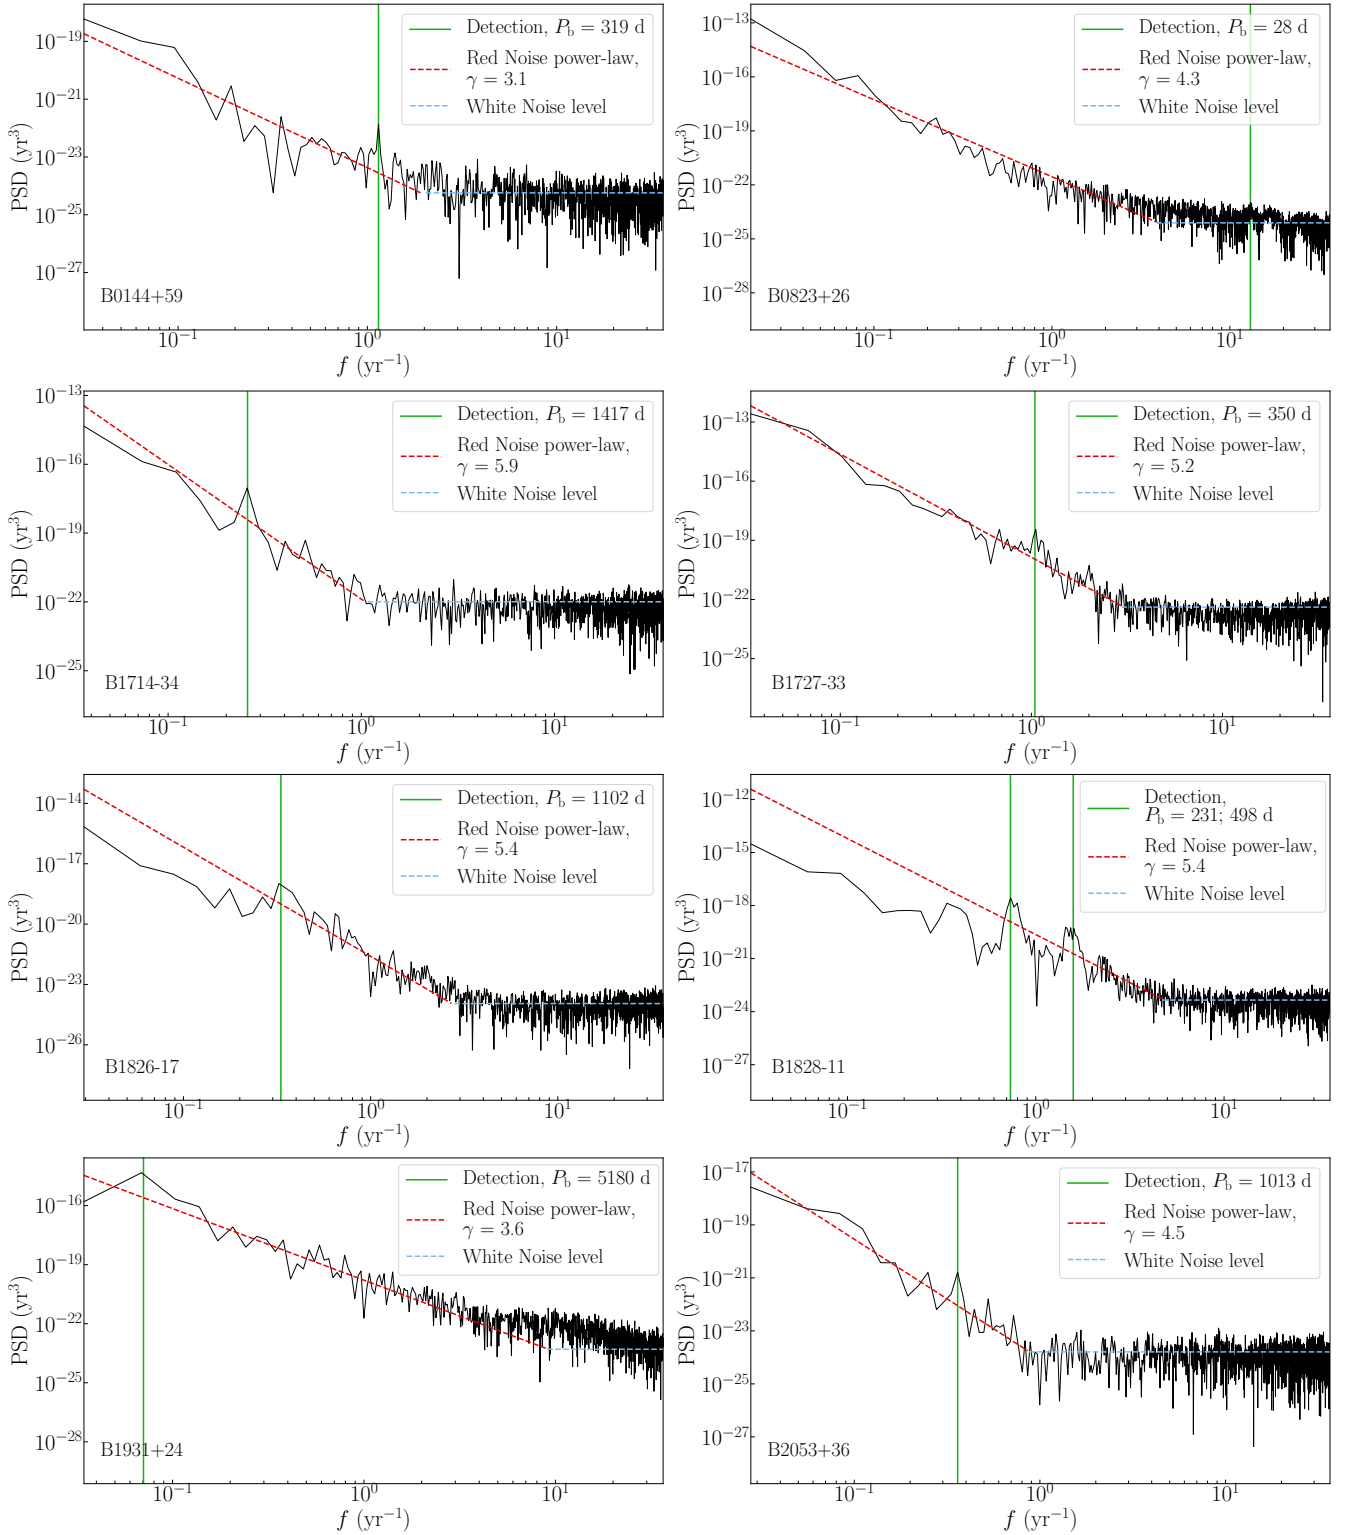 10⁻¹⁹
10⁻²¹
10⁻²³
10⁻²⁵
10⁻²⁷
PSD (yr³)
Detection, P_b = 319 d
Red Noise power-law,
γ = 3.1
White Noise level
B0144+59
10⁻¹ 10⁰ 10¹
f (yr⁻¹)
10⁻¹³
10⁻¹⁶
10⁻¹⁹
10⁻²²
10⁻²⁵
10⁻²⁸
PSD (yr³)
Detection, P_b = 28 d
Red Noise power-law,
γ = 4.3
White Noise level
B0823+26
10⁻¹ 10⁰ 10¹
f (yr⁻¹)
10⁻¹³
10⁻¹⁶
10⁻¹⁹
10⁻²²
10⁻²⁵
PSD (yr³)
Detection, P_b = 1417 d
Red Noise power-law,
γ = 5.9
White Noise level
B1714-34
10⁻¹ 10⁰ 10¹
f (yr⁻¹)
10⁻¹³
10⁻¹⁶
10⁻¹⁹
10⁻²²
10⁻²⁵
PSD (yr³)
Detection, P_b = 350 d
Red Noise power-law,
γ = 5.2
White Noise level
B1727-33
10⁻¹ 10⁰ 10¹
f (yr⁻¹)
10⁻¹⁴
10⁻¹⁷
10⁻²⁰
10⁻²³
10⁻²⁶
PSD (yr³)
Detection, P_b = 1102 d
Red Noise power-law,
γ = 5.4
White Noise level
B1826-17
10⁻¹ 10⁰ 10¹
f (yr⁻¹)
10⁻¹²
10⁻¹⁵
10⁻¹⁸
10⁻²¹
10⁻²⁴
10⁻²⁷
PSD (yr³)
Detection,
P_b = 231; 498 d
Red Noise power-law,
γ = 5.4
White Noise level
B1828-11
10⁻¹ 10⁰ 10¹
f (yr⁻¹)
10⁻¹⁶
10⁻¹⁹
10⁻²²
10⁻²⁵
10⁻²⁸
PSD (yr³)
Detection, P_b = 5180 d
Red Noise power-law,
γ = 3.6
White Noise level
B1931+24
10⁻¹ 10⁰ 10¹
f (yr⁻¹)
10⁻¹⁷
10⁻¹⁹
10⁻²¹
10⁻²³
10⁻²⁵
10⁻²⁷
PSD (yr³)
Detection, P_b = 1013 d
Red Noise power-law,
γ = 4.5
White Noise level
B2053+36
10⁻¹ 10⁰ 10¹
f (yr⁻¹)